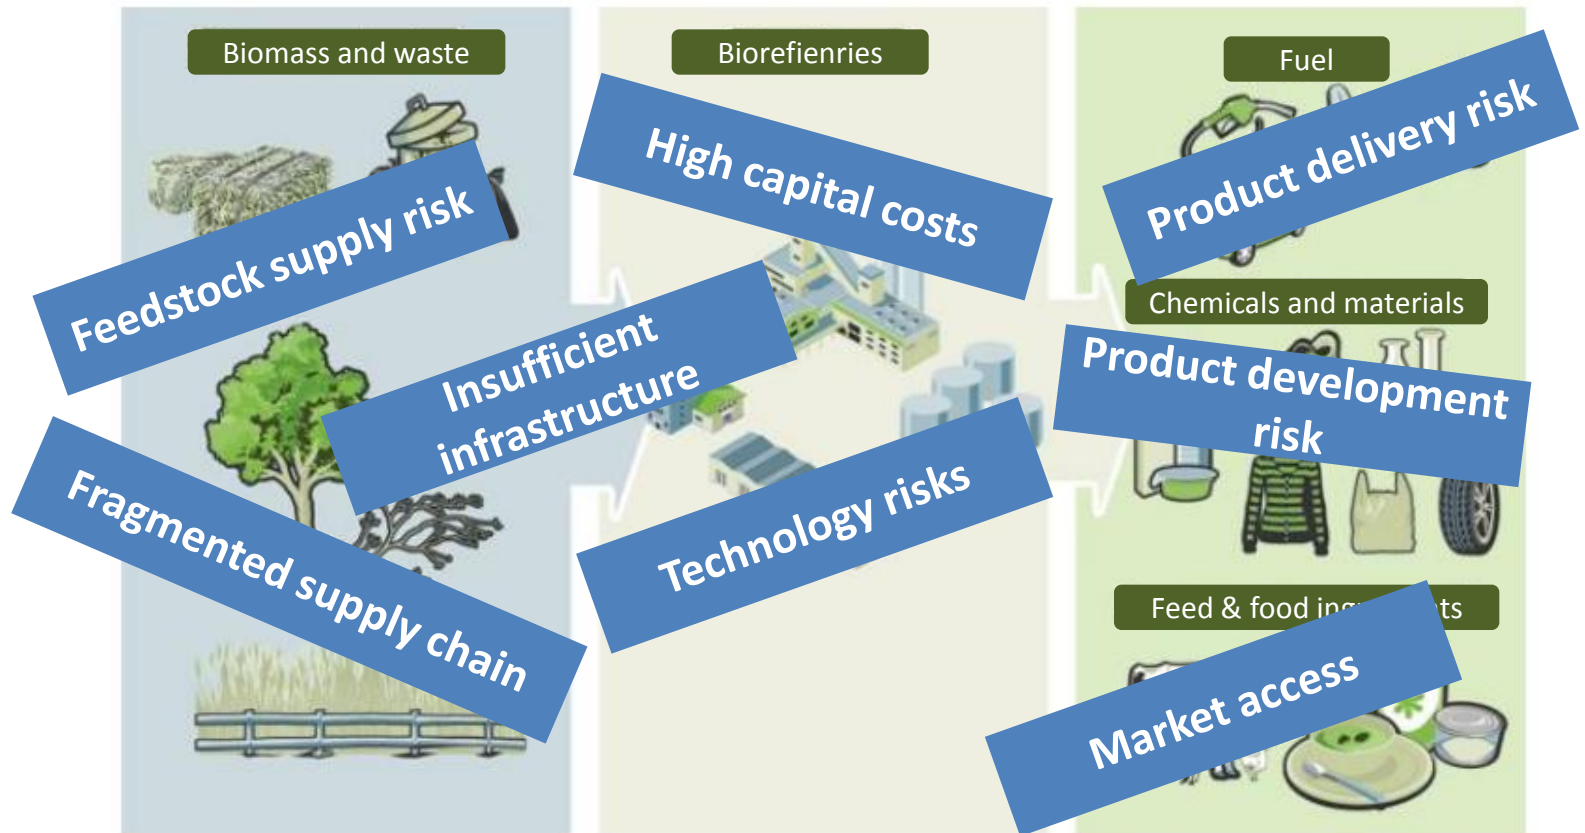 Biomass and waste
Biorefienries
Fuel
Feedstock supply risk
High capital costs
Product delivery risk
Insufficient
infrastructure
Chemicals and materials
Product development
risk
Fragmented supply chain
Technology risks
Feed & food ing ts
Market access